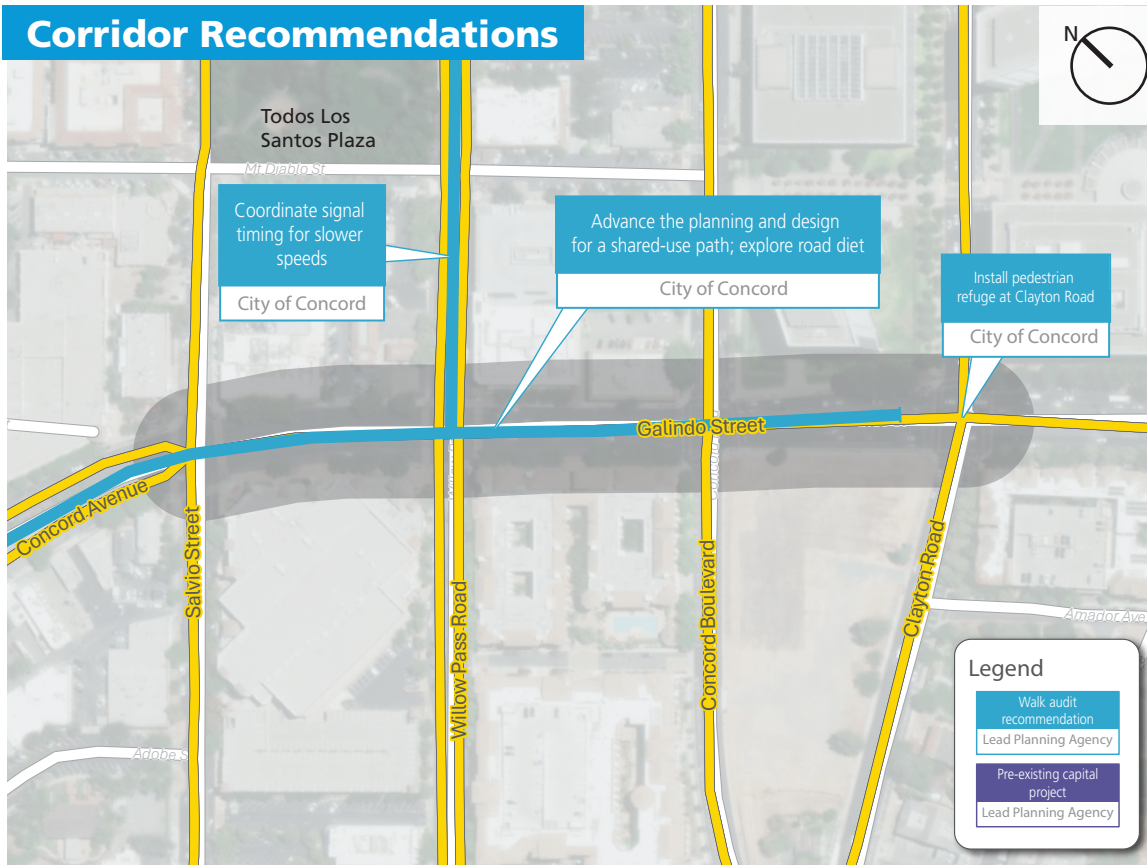 Corridor Recommendations
N
Todos Los
Santos Plaza
Mt Diablo St
Coordinate signal
timing for slower
speeds
City of Concord
Advance the planning and design
for a shared-use path; explore road diet
City of Concord
Install pedestrian
refuge at Clayton Road
City of Concord
Galindo Street
Concord Avenue
Salvio Street
Willow Pass Road
Concord Boulevard
Clayton Road
Amador Ave
Adobe S
Legend
Walk audit
recommendation
Lead Planning Agency
Pre-existing capital
project
Lead Planning Agency